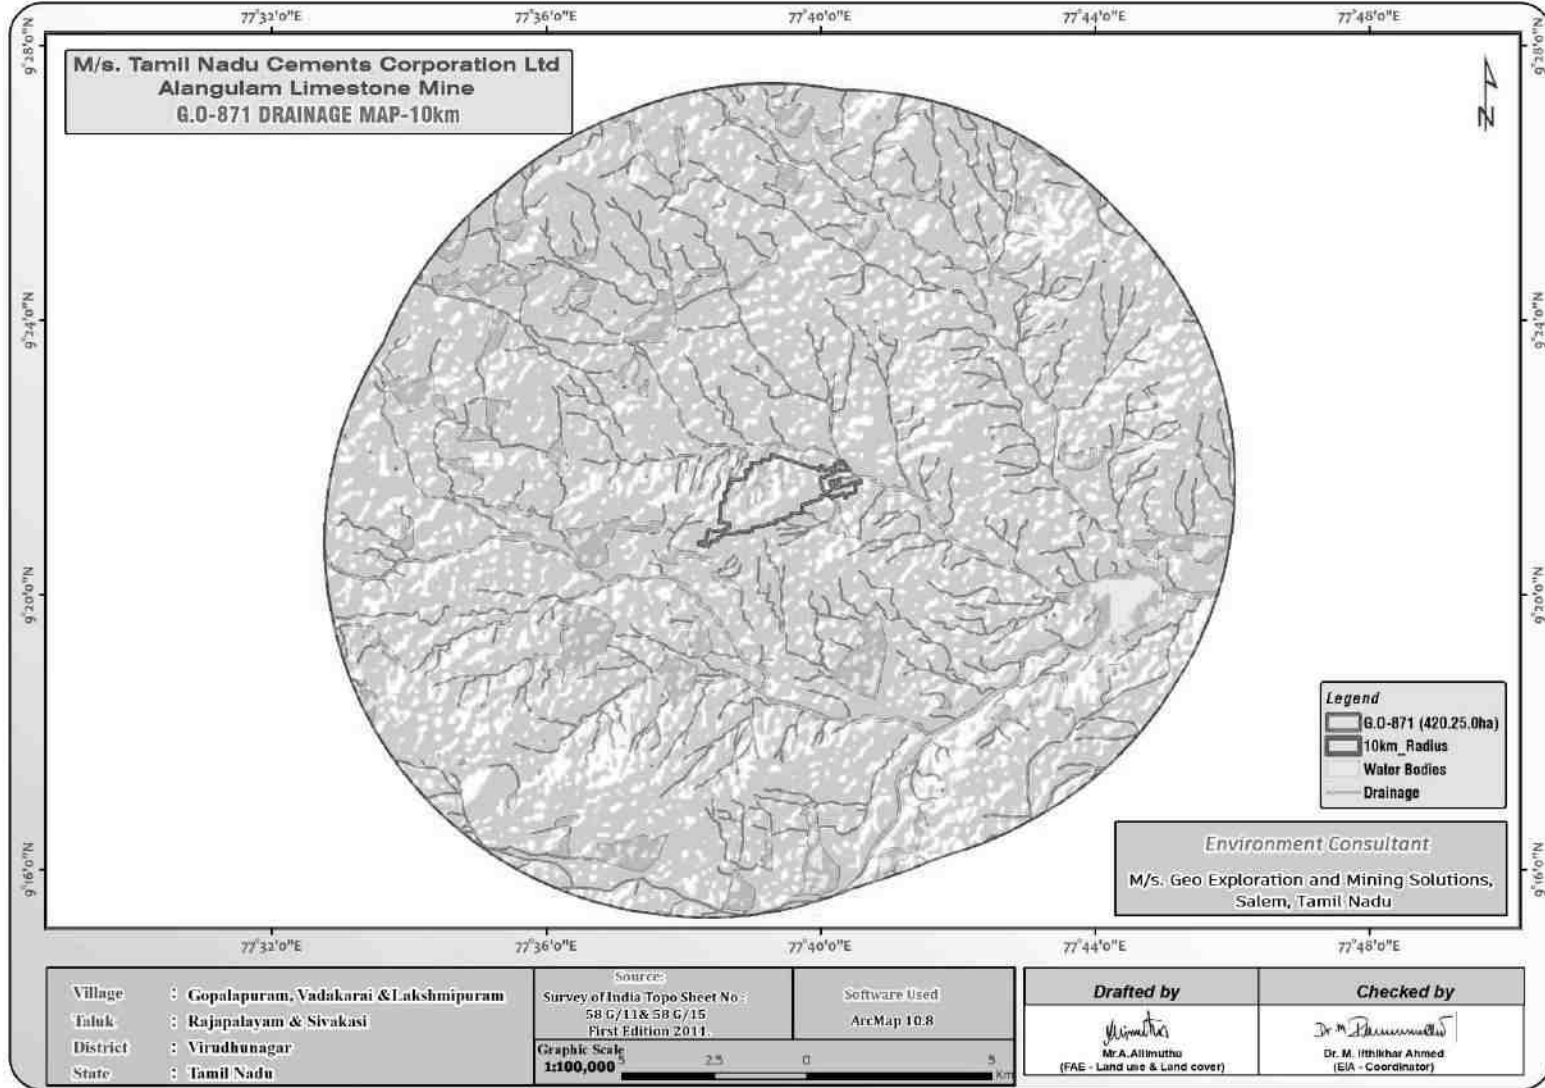 77°32'0"E 77°36'0"E 77°40'0"E 77°44'0"E 77°48'0"E
9°28'0"N 9°28'0"N
M/s. Tamil Nadu Cements Corporation Ltd
Alangulam Limestone Mine
G.O-871 DRAINAGE MAP-10km
N
9°24'0"N 9°24'0"N
9°20'0"N 9°20'0"N
Legend
G.O-871 (420.25.0ha)
10km_Radius
Water Bodies
Drainage
9°16'0"N 9°16'0"N
Environment Consultant
M/s. Geo Exploration and Mining Solutions,
Salem, Tamil Nadu
77°32'0"E 77°36'0"E 77°40'0"E 77°44'0"E 77°48'0"E
Village : Gopalapuram, Vadakarai &Lakshmipuram
Taluk : Rajapalayam & Sivakasi
District : Virudhunagar
State : Tamil Nadu
Source:
Survey of India Topo Sheet No :
58 G/11& 58 G/15
First Edition 2011.
Software Used
ArcMap 10.8
Graphic Scale
1:100,000
5 2.5 0 5
Km
Drafted by
Mr.A.Allimuthu
(FAE - Land use & Land cover)
Checked by
Dr. M. Ifthikhar Ahmed
(EIA - Coordinator)